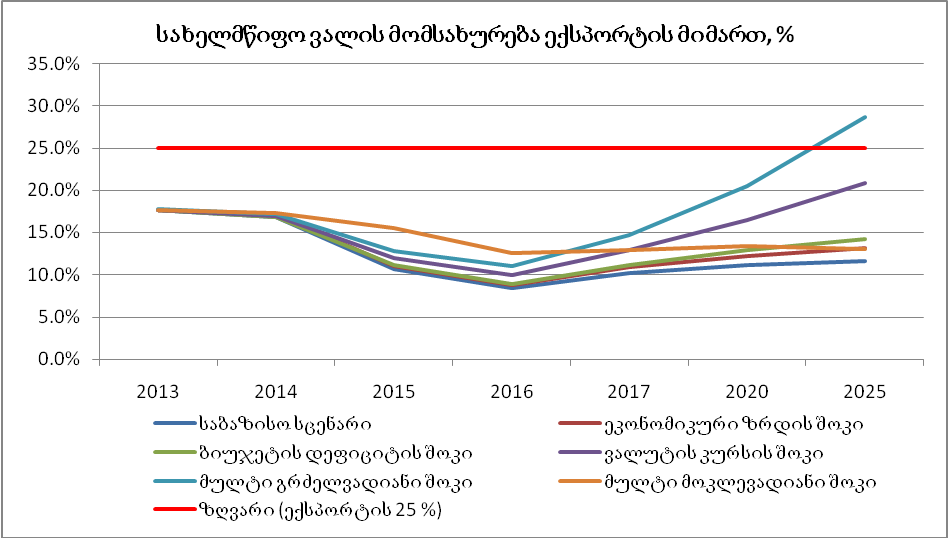 სახელმწიფო ვალის მომსახურება ექსპორტის მიმართ, %
35.0%
30.0%
25.0%
20.0%
15.0%
10.0%
5.0%
0.0%
2013 2014 2015 2016 2017 2020 2025
საბაზისო სცენარი ეკონომიკური ზრდის შოკი
ბიუჯეტის დეფიციტის შოკი ვალუტის კურსის შოკი
მულტი გრძელვადიანი შოკი მულტი მოკლევადიანი შოკი
ზღვარი (ექსპორტის 25 %)